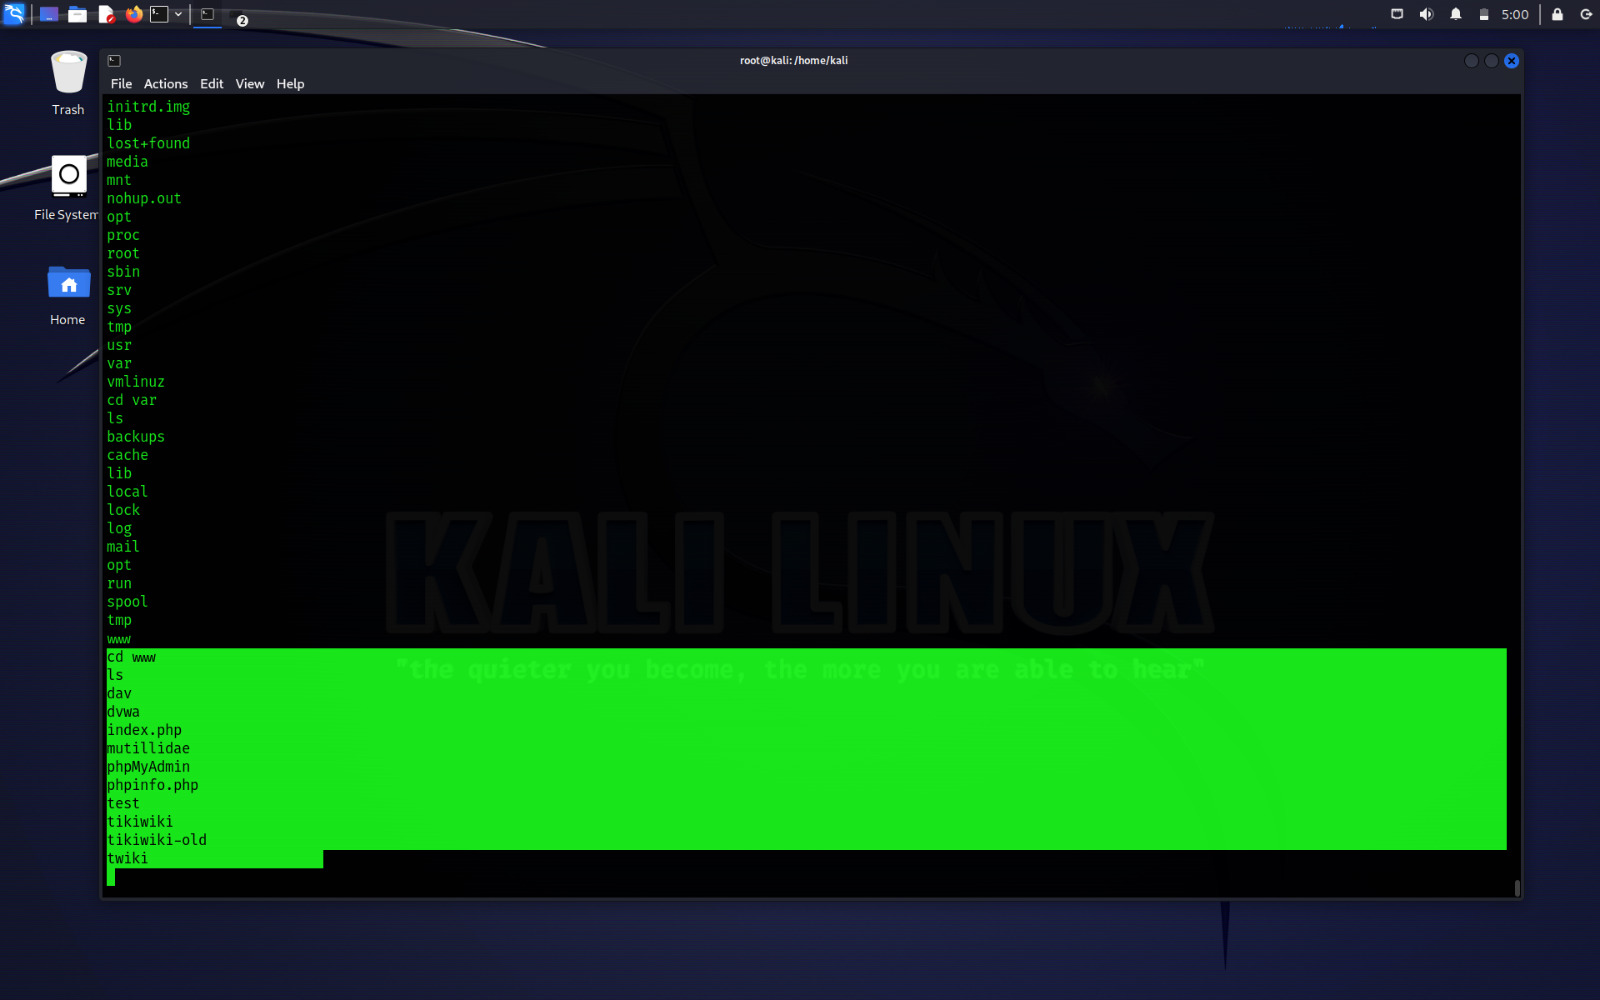 2
5:00
Trash
File System
Home
root@kali: /home/kali
File Actions Edit View Help
initrd.img
lib
lost+found
media
mnt
nohup.out
opt
proc
root
sbin
srv
sys
tmp
usr
var
vmlinuz
cd var
ls
backups
cache
lib
local
lock
log
mail
opt
run
spool
tmp
www
cd www
ls
dav
dvwa
index.php
mutillidae
phpMyAdmin
phpinfo.php
test
tikiwiki
tikiwiki-old
twiki
KALI LINUX
"the quieter you become, the more you are able to hear"